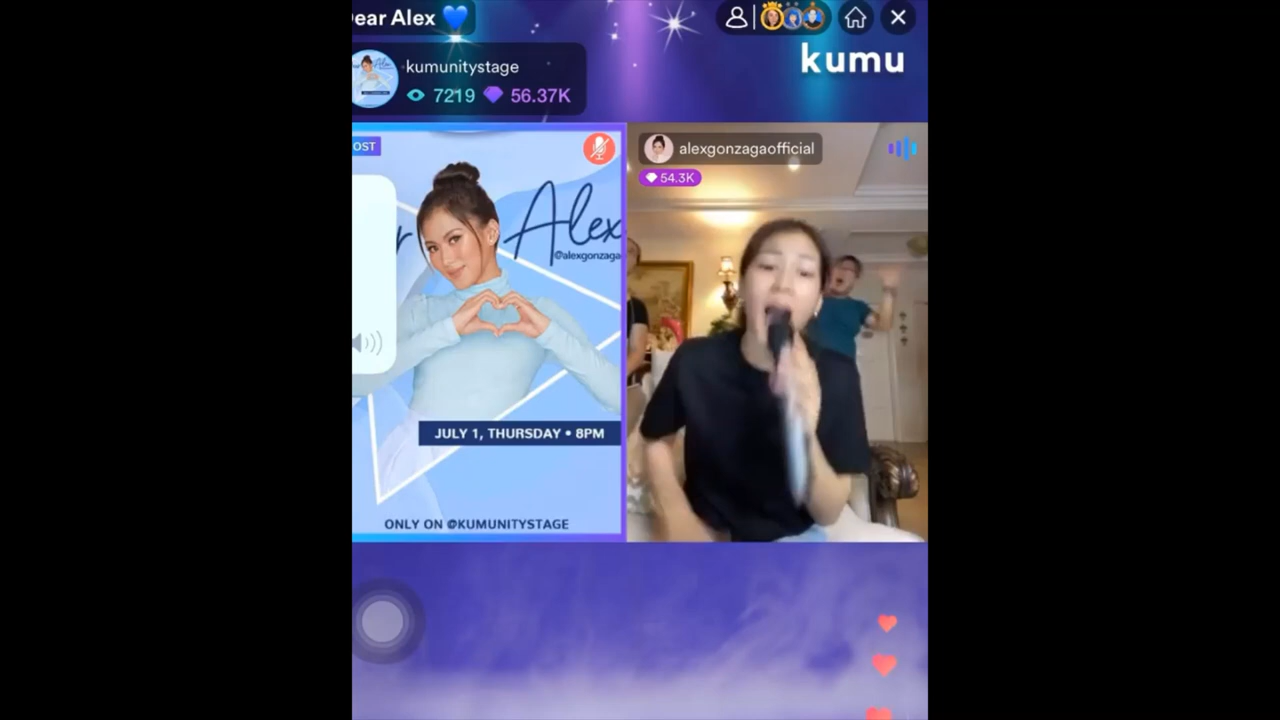 ear Alex 💙
kumunitystage
7219 56.37K
kumu
OST
r Alex
@alexgonzaga
JULY 1, THURSDAY • 8PM
ONLY ON @KUMUNITYSTAGE
alexgonzagaofficial
54.3K